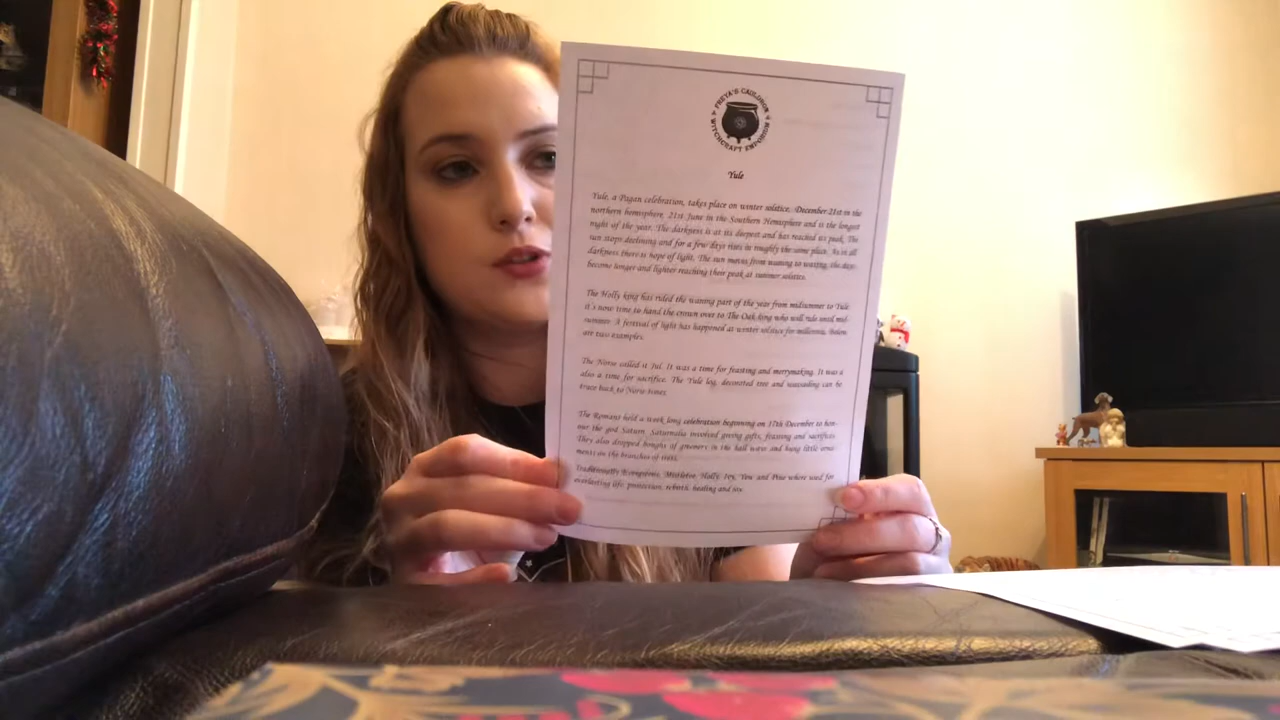 FREYA'S CAULDRON
WITCHCRAFT EMPORIUM
Yule
Yule, a Pagan celebration, takes place on winter solstice, December 21st in the
northern hemisphere, 21st June in the Southern Hemisphere and is the longest
night of the year. The darkness is at its deepest and has reached its peak. The
sun stops declining and for a few days rises in roughly the same place. As in all
darkness there is hope of light. The sun moves from waning to waxing, the days
become longer and lighter reaching their peak at summer solstice.
The Holly king has ruled the waning part of the year from midsummer to Yule
it's now time to hand the crown over to The Oak king who will rule until mid-
summer. A festival of light has happened at winter solstice for millennia, below
are two examples.
The Norse called it Jul. It was a time for feasting and merrymaking. It was a
also a time for sacrifice. The Yule log, decorated tree and wassailing can be
trace back to Norse times.
The Romans held a week long celebration beginning on 17th December to hon-
our the god Saturn. Saturnalia involved giving gifts, feasting and sacrifices.
They also dropped boughs of greenery in the hall ways and hung little orna-
ments on the branches of trees.
Traditionally Evergreens, Mistletoe, Holly, Ivy, Yew and Pine where used for
everlasting life, protection, rebirth, healing and joy.